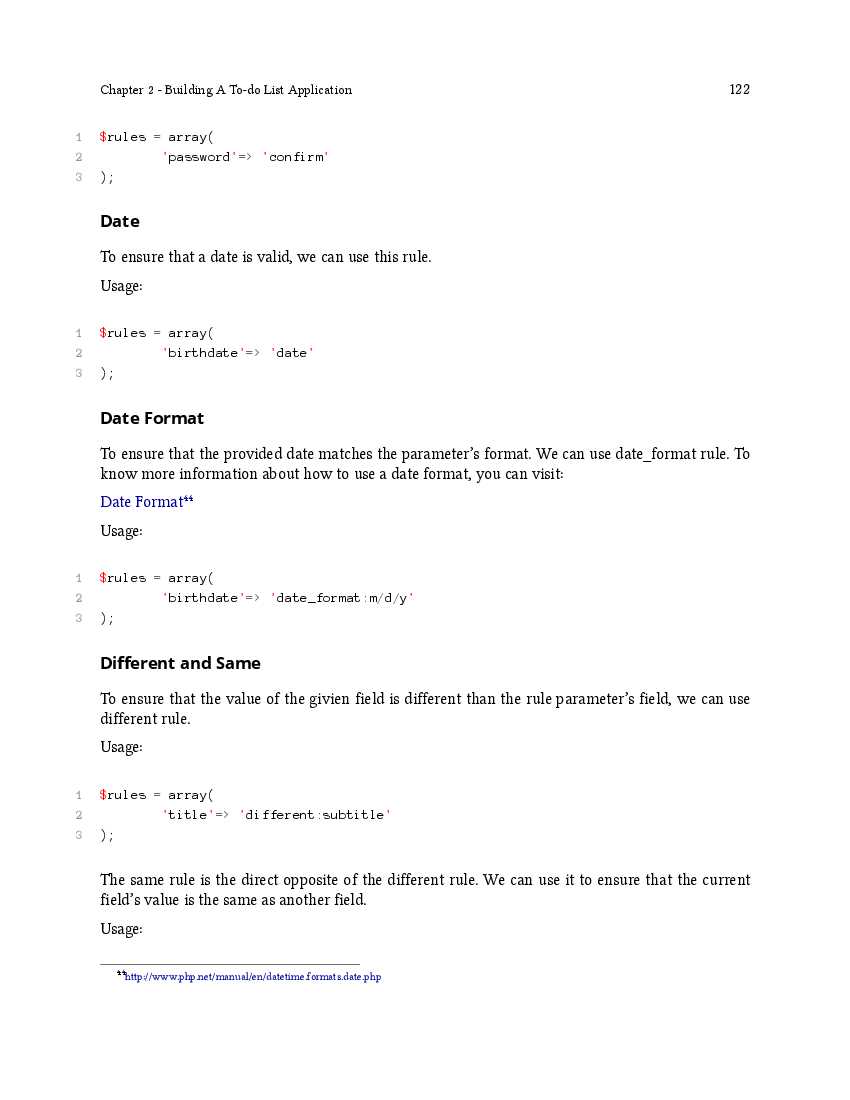 Chapter 2 - Building A To-do List Application 122
1 $rules = array(
2 'password'=> 'confirm'
3 );
Date
To ensure that a date is valid, we can use this rule.
Usage:
1 $rules = array(
2 'birthdate'=> 'date'
3 );
Date Format
To ensure that the provided date matches the parameter’s format. We can use date_format rule. To
know more information about how to use a date format, you can visit:
Date Format⁴⁴
Usage:
1 $rules = array(
2 'birthdate'=> 'date_format:m/d/y'
3 );
Different and Same
To ensure that the value of the givien field is different than the rule parameter’s field, we can use
different rule.
Usage:
1 $rules = array(
2 'title'=> 'different:subtitle'
3 );
The same rule is the direct opposite of the different rule. We can use it to ensure that the current
field’s value is the same as another field.
Usage:
⁴⁴http://www.php.net/manual/en/datetime.formats.date.php